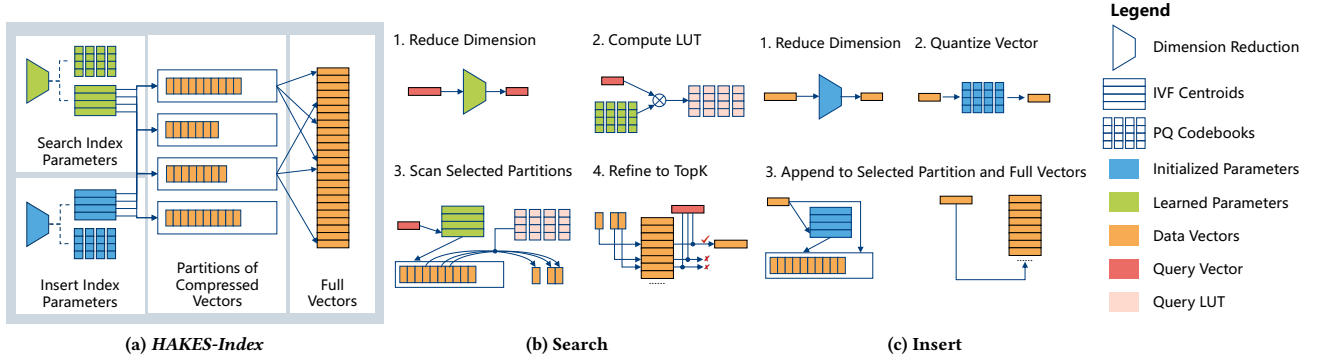 Search Index
Parameters
Insert Index
Parameters
Partitions of
Compressed
Vectors
Full
Vectors
(a) HAKES-Index
1. Reduce Dimension
2. Compute LUT
3. Scan Selected Partitions
4. Refine to TopK
......
(b) Search
1. Reduce Dimension
2. Quantize Vector
3. Append to Selected Partition and Full Vectors
......
(c) Insert
Legend
Dimension Reduction
IVF Centroids
PQ Codebooks
Initialized Parameters
Learned Parameters
Data Vectors
Query Vector
Query LUT